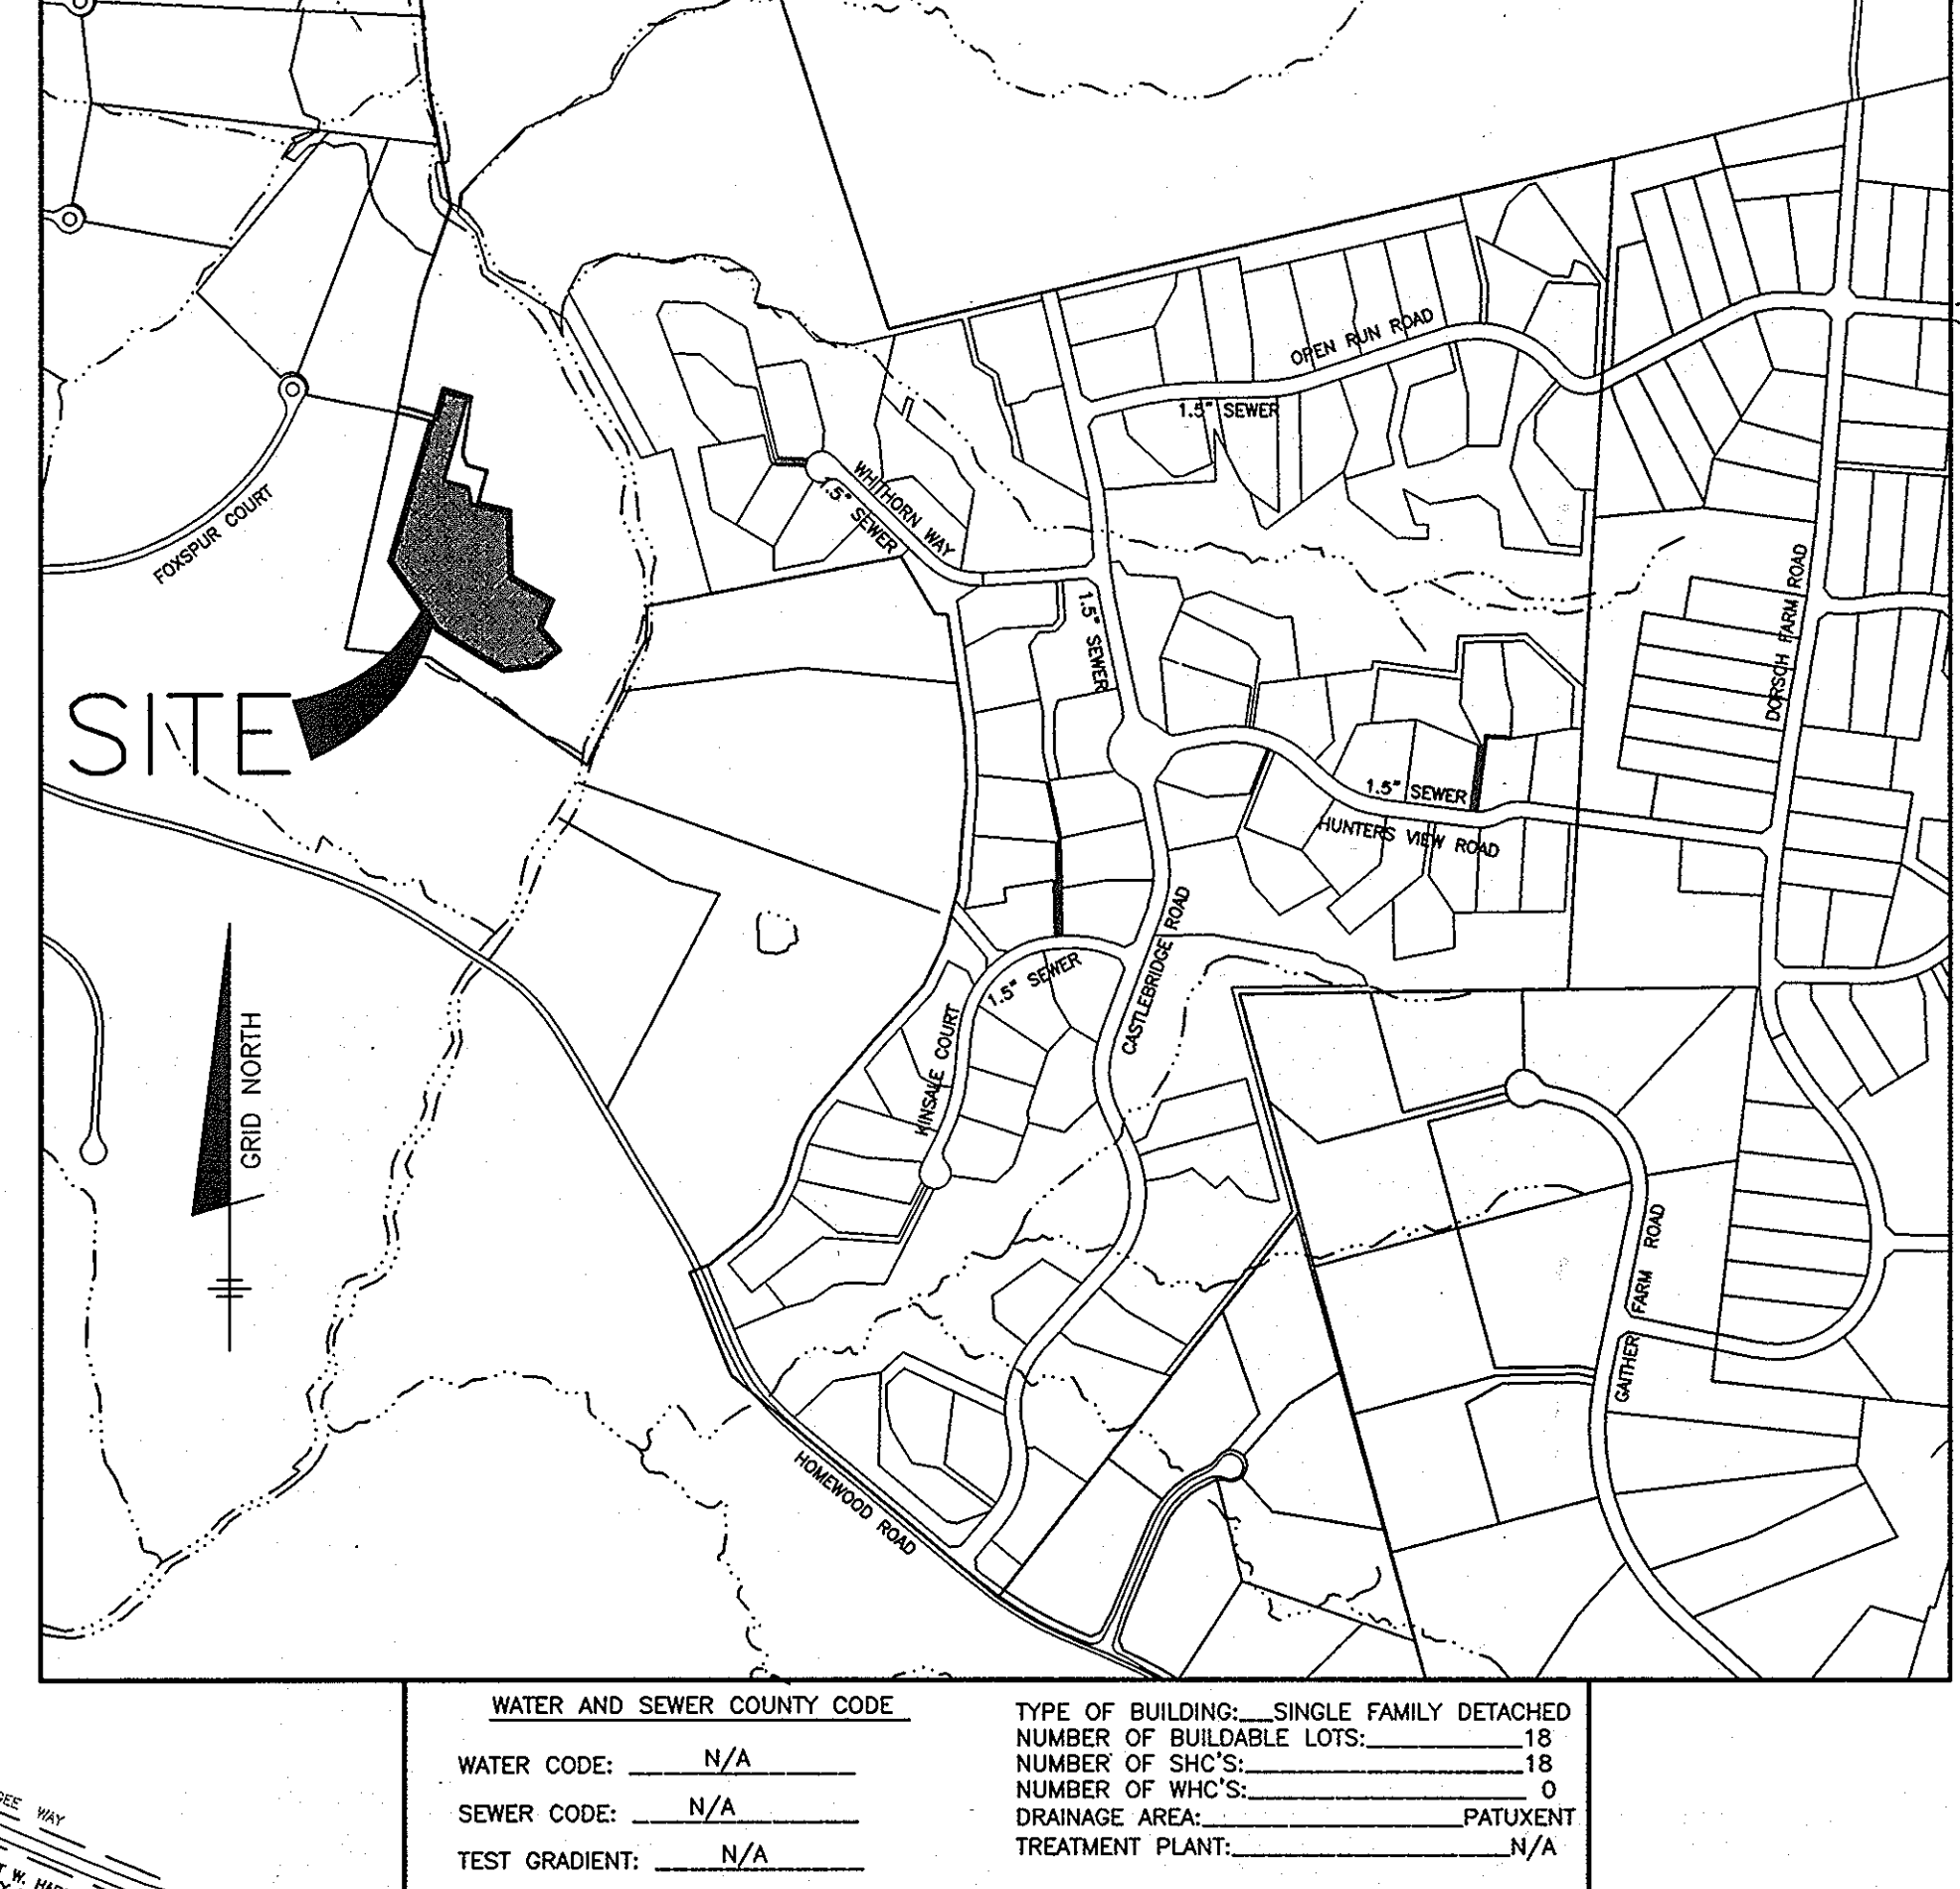 OPEN RUN ROAD
1.5" SEWER
WHITHORN WAY
1.5" SEWER
FOXSPUR COURT
DORSCH FARM ROAD
1.5" SEWER
SITE
1.5" SEWER
HUNTERS VIEW ROAD
CASTLEBRIDGE ROAD
1.5" SEWER
KINSALE COURT
GRID NORTH
GAITHER FARM ROAD
HOMEWOOD ROAD
WATER AND SEWER COUNTY CODE
WATER CODE: N/A
SEWER CODE: N/A
TEST GRADIENT: N/A
TYPE OF BUILDING: SINGLE FAMILY DETACHED
NUMBER OF BUILDABLE LOTS: 18
NUMBER OF SHC'S: 18
NUMBER OF WHC'S: 0
DRAINAGE AREA: PATUXENT
TREATMENT PLANT: N/A
WAY
W.